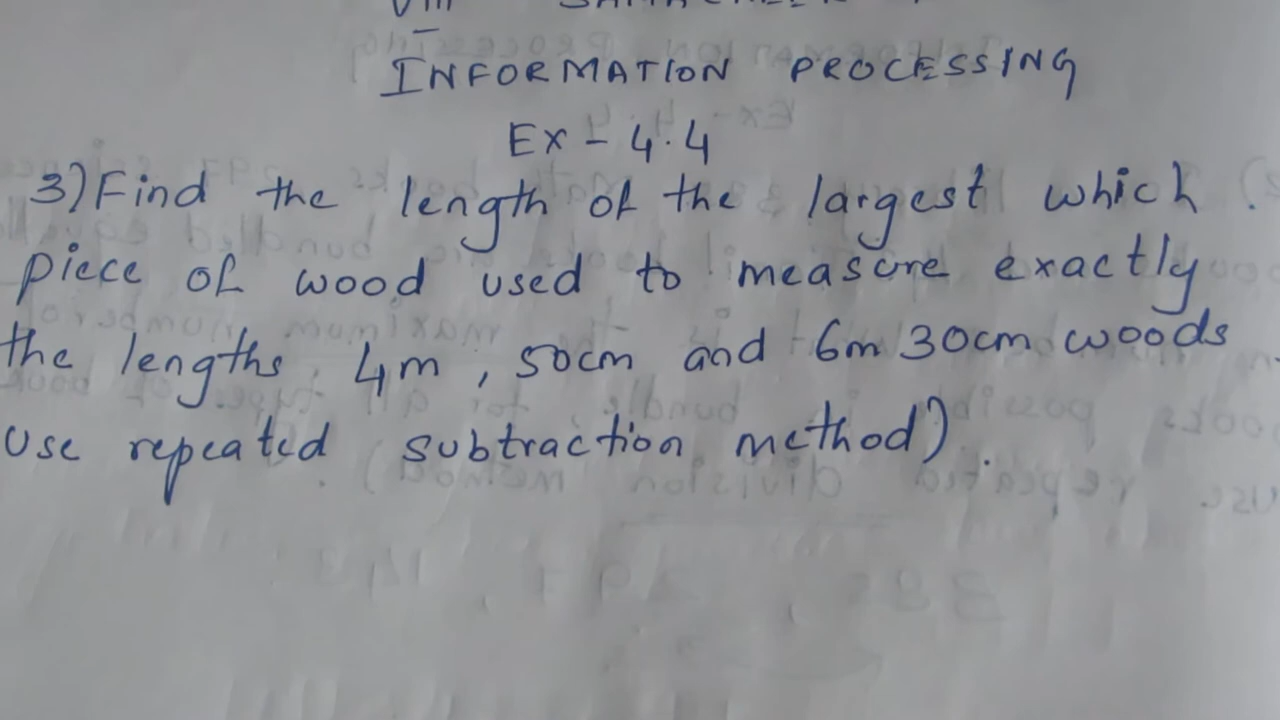 VIII
INFORMATION PROCESSING
Ex - 4.4
3) Find the length of the largest which
piece of wood used to measure exactly
the lengths 4m, 50cm and 6m 30cm woods
use repeated subtraction method).